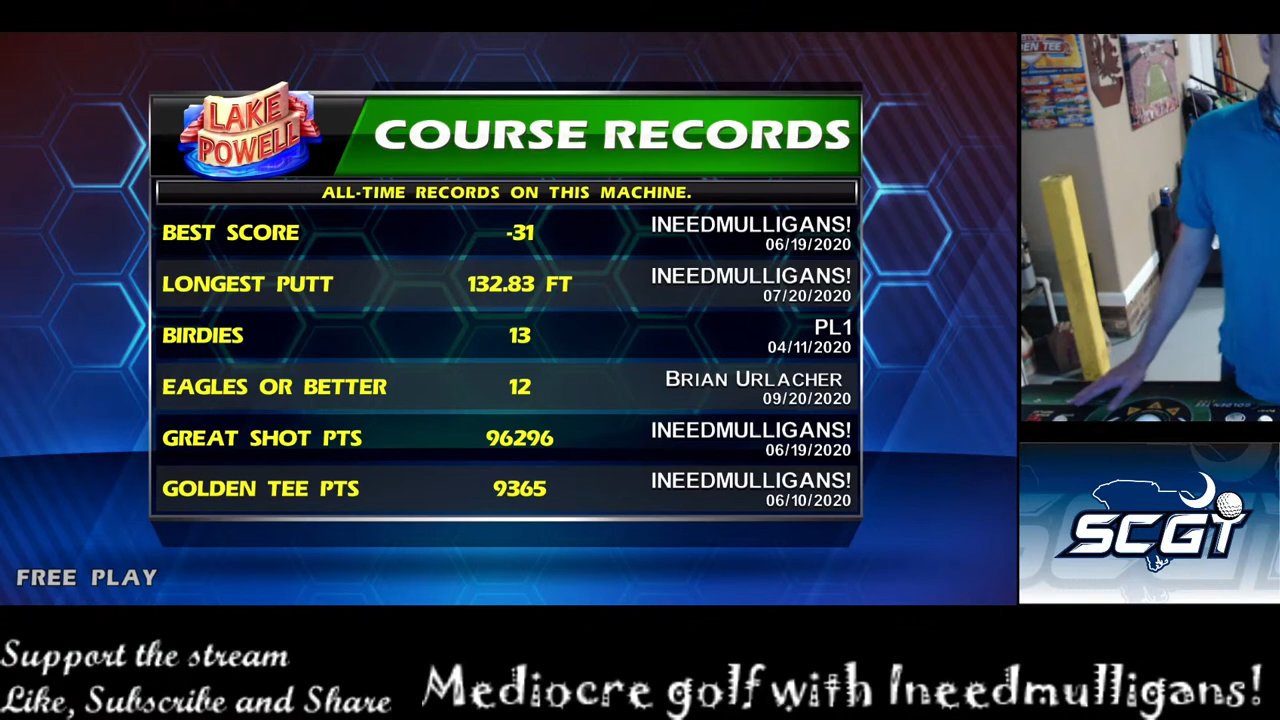 LAKE
POWELL
COURSE RECORDS
ALL-TIME RECORDS ON THIS MACHINE.
BEST SCORE -31 INEEDMULLIGANS!
06/19/2020
LONGEST PUTT 132.83 FT INEEDMULLIGANS!
07/20/2020
BIRDIES 13 PL1
04/11/2020
EAGLES OR BETTER 12 BRIAN URLACHER
09/20/2020
GREAT SHOT PTS 96296 INEEDMULLIGANS!
06/19/2020
GOLDEN TEE PTS 9365 INEEDMULLIGANS!
06/10/2020
FREE PLAY
DEN TEE
SCGT
Support the stream
Like, Subscribe and Share
Mediocre golf with Ineedmulligans!